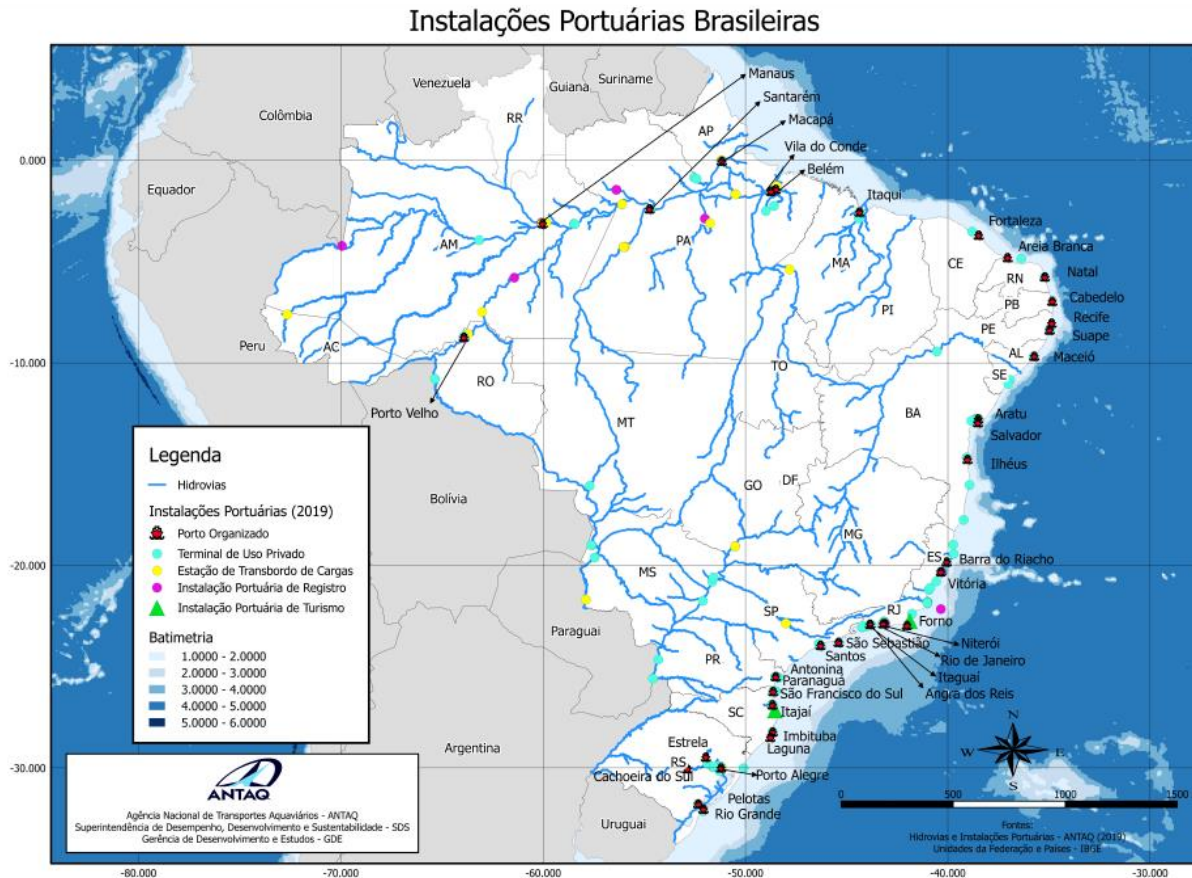 Instalações Portuárias Brasileiras
Venezuela
Guiana
Suriname
Colômbia
Equador
Peru
Bolívia
Paraguai
Argentina
Uruguai
RR
AP
AM
PA
MA
CE
RN
PB
PE
AL
SE
PI
AC
RO
TO
MT
BA
GO
DF
MG
ES
MS
SP
RJ
PR
SC
RS
Manaus
Santarém
Macapá
Vila do Conde
Belém
Itaqui
Fortaleza
Areia Branca
Natal
Cabedelo
Recife
Suape
Maceió
Porto Velho
Aratu
Salvador
Ilhéus
Barra do Riacho
Vitória
Forno
Niterói
Rio de Janeiro
Itaguaí
Angra dos Reis
São Sebastião
Santos
Antonina
Paranaguá
São Francisco do Sul
Itajaí
Imbituba
Laguna
Estrela
Cachoeira do Sul
Porto Alegre
Pelotas
Rio Grande
0.000
-10.000
-20.000
-30.000
Legenda
Hidrovias
Instalações Portuárias (2019)
Porto Organizado
Terminal de Uso Privado
Estação de Transbordo de Cargas
Instalação Portuária de Registro
Instalação Portuária de Turismo
Batimetria
1.0000 - 2.0000
2.0000 - 3.0000
3.0000 - 4.0000
4.0000 - 5.0000
5.0000 - 6.0000
ANTAQ
Agência Nacional de Transportes Aquaviários - ANTAQ
Superintendência de Desempenho, Desenvolvimento e Sustentabilidade - SDS
Gerência de Desenvolvimento e Estudos - GDE
N
W
E
S
0 500 1000 1500
Fontes:
Hidrovias e Instalações Portuárias - ANTAQ (2019)
Unidades da Federação e Países - IBGE
-80.000 -70.000 -60.000 -50.000 -40.000 -30.000